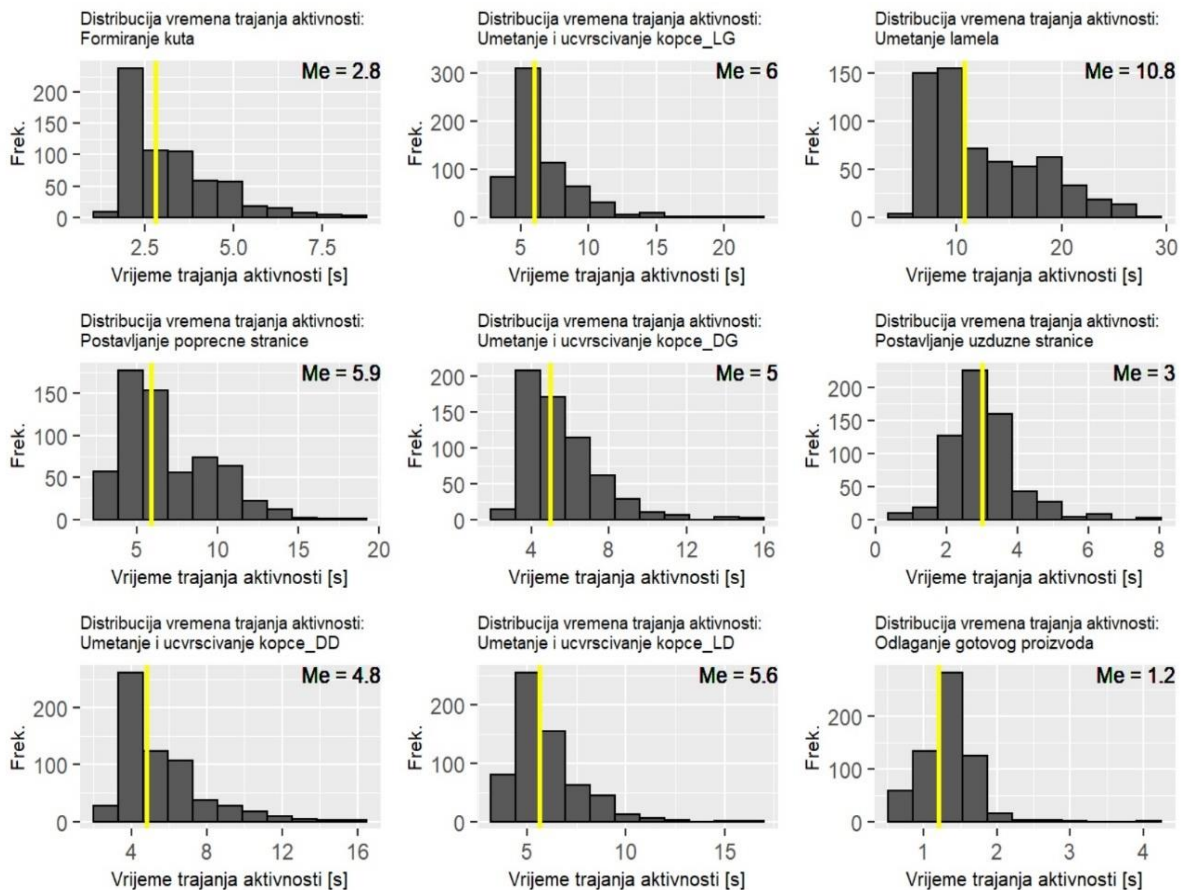 Distribucija vremena trajanja aktivnosti:
Formiranje kuta
Me = 2.8
200
150
100
50
0
Frek.
2.5
5.0
7.5
Vrijeme trajanja aktivnosti [s]
Distribucija vremena trajanja aktivnosti:
Umetanje i ucvrscivanje kopce_LG
Me = 6
300
200
100
0
Frek.
5
10
15
20
Vrijeme trajanja aktivnosti [s]
Distribucija vremena trajanja aktivnosti:
Umetanje lamela
Me = 10.8
150
100
50
0
Frek.
10
20
30
Vrijeme trajanja aktivnosti [s]
Distribucija vremena trajanja aktivnosti:
Postavljanje poprecne stranice
Me = 5.9
150
100
50
0
Frek.
5
10
15
20
Vrijeme trajanja aktivnosti [s]
Distribucija vremena trajanja aktivnosti:
Umetanje i ucvrscivanje kopce_DG
Me = 5
200
150
100
50
0
Frek.
4
8
12
16
Vrijeme trajanja aktivnosti [s]
Distribucija vremena trajanja aktivnosti:
Postavljanje uzduzne stranice
Me = 3
200
150
100
50
0
Frek.
0
2
4
6
8
Vrijeme trajanja aktivnosti [s]
Distribucija vremena trajanja aktivnosti:
Umetanje i ucvrscivanje kopce_DD
Me = 4.8
200
100
0
Frek.
4
8
12
16
Vrijeme trajanja aktivnosti [s]
Distribucija vremena trajanja aktivnosti:
Umetanje i ucvrscivanje kopce_LD
Me = 5.6
200
100
0
Frek.
5
10
15
Vrijeme trajanja aktivnosti [s]
Distribucija vremena trajanja aktivnosti:
Odlaganje gotovog proizvoda
Me = 1.2
200
100
0
Frek.
1
2
3
4
Vrijeme trajanja aktivnosti [s]